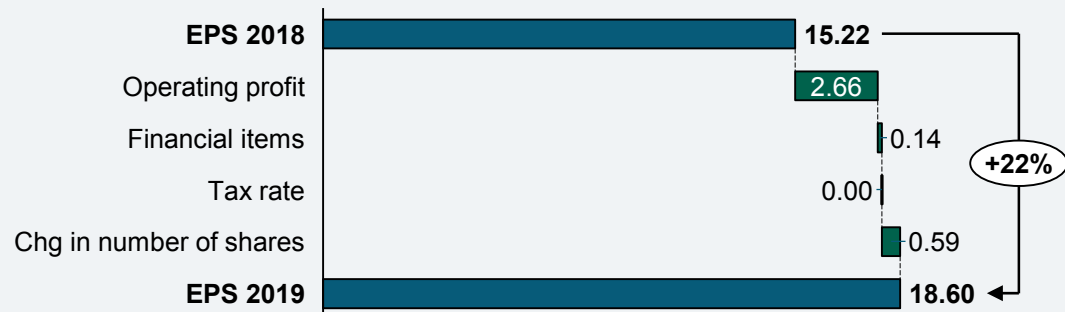 EPS 2018 15.22
Operating profit 2.66
Financial items 0.14
+22%
Tax rate 0.00
Chg in number of shares 0.59
EPS 2019 18.60